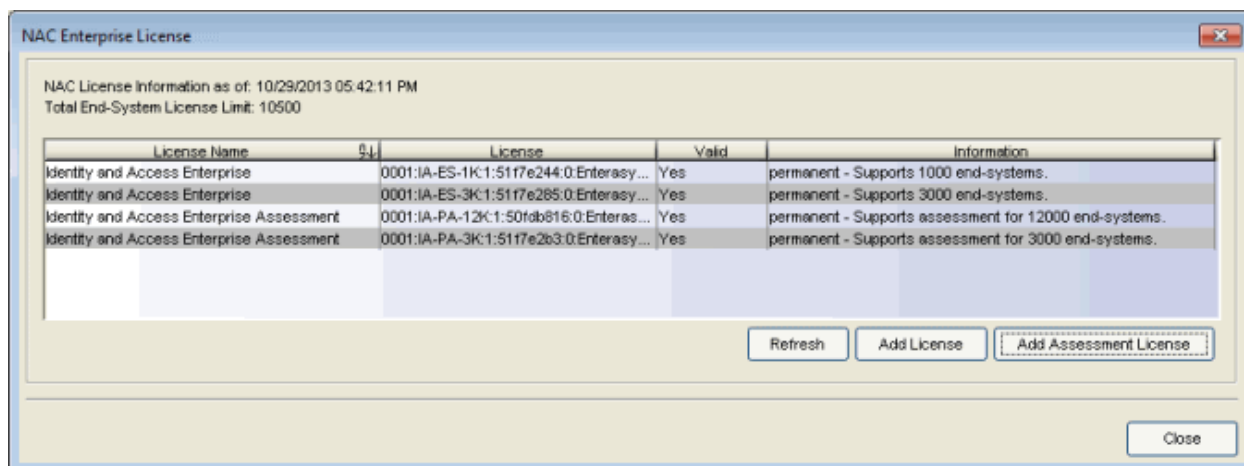 NAC Enterprise License
NAC License Information as of: 10/29/2013 05:42:11 PM
Total End-System License Limit: 10500
License Name License Valid Information
Identity and Access Enterprise 0001:IA-ES-1K:1:51f7e244:0:Enterasy... Yes permanent - Supports 1000 end-systems.
Identity and Access Enterprise 0001:IA-ES-3K:1:51f7e285:0:Enterasy... Yes permanent - Supports 3000 end-systems.
Identity and Access Enterprise Assessment 0001:IA-PA-12K:1:50fdb816:0:Enteras... Yes permanent - Supports assessment for 12000 end-systems.
Identity and Access Enterprise Assessment 0001:IA-PA-3K:1:51f7e2b3:0:Enterasy... Yes permanent - Supports assessment for 3000 end-systems.
Refresh Add License Add Assessment License
Close